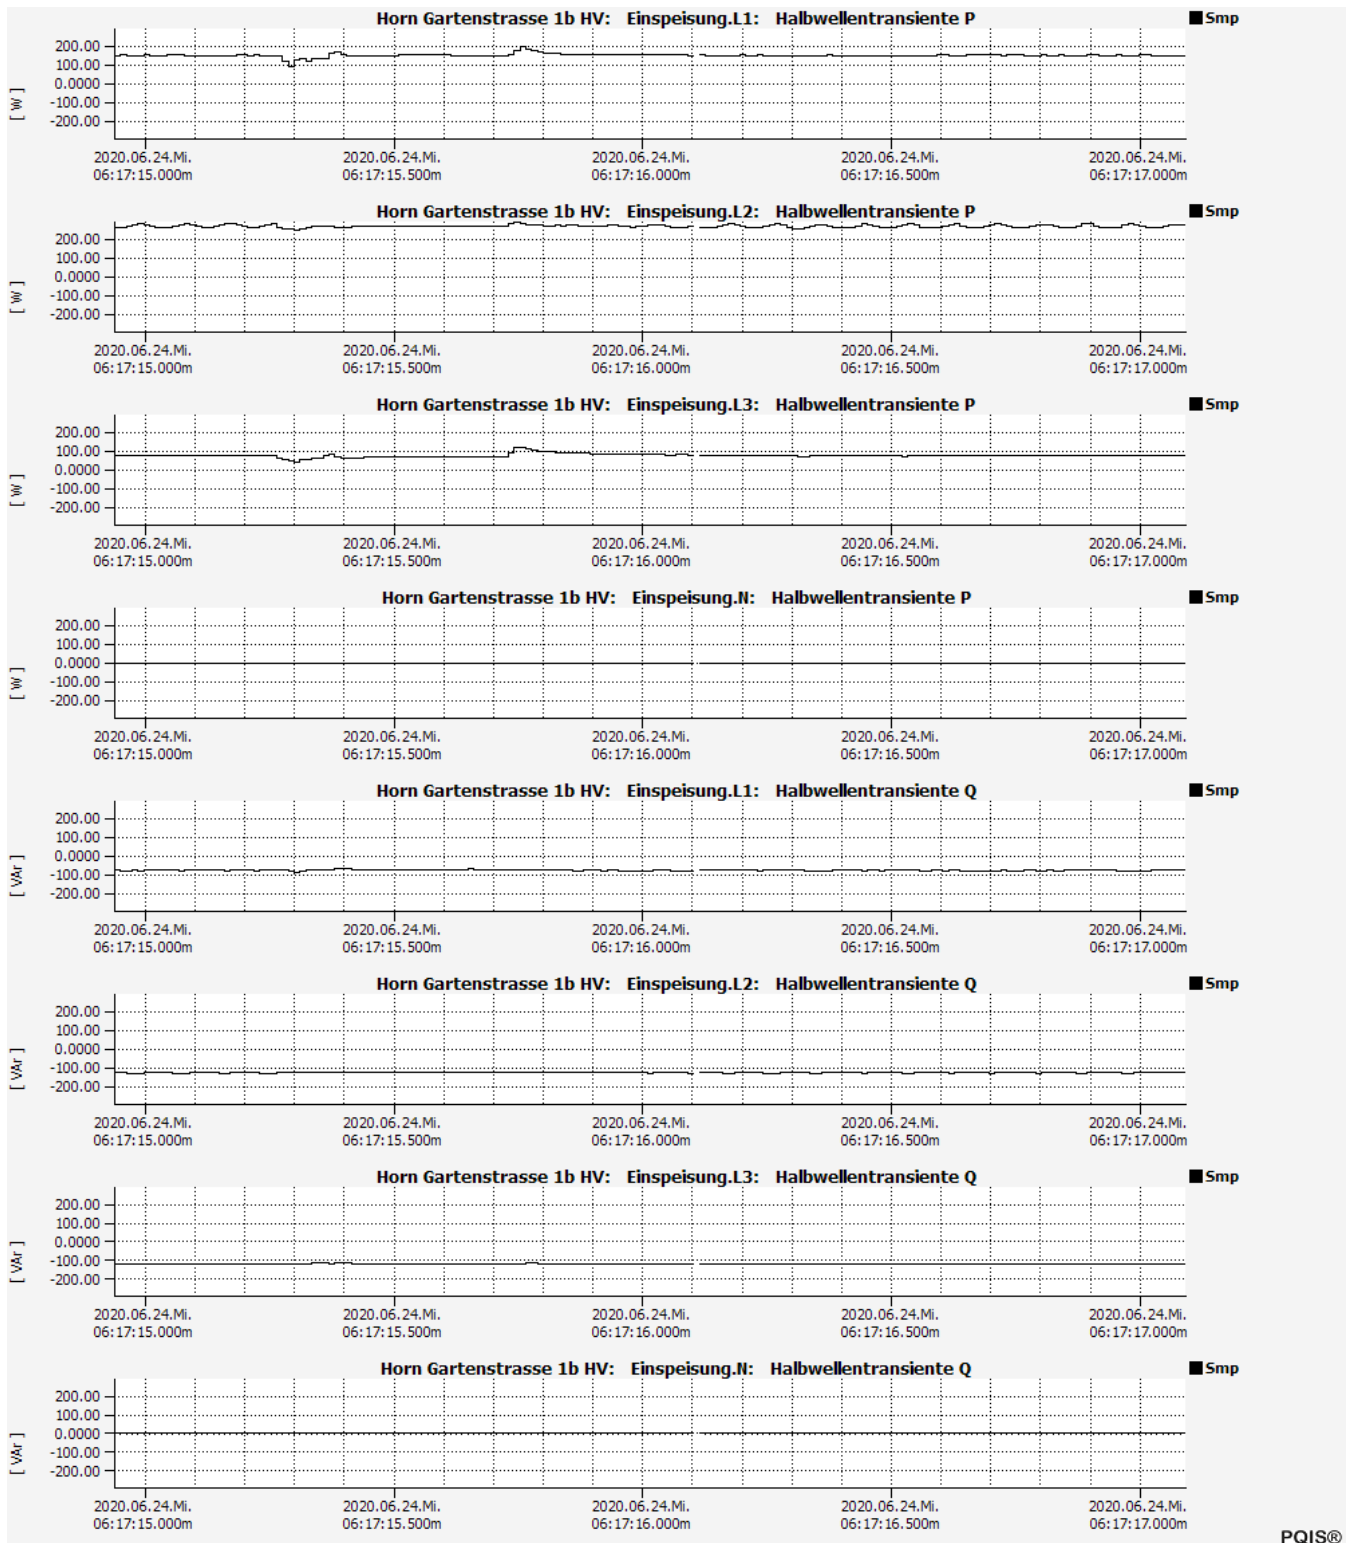 Horn Gartenstrasse 1b HV: Einspeisung.L1: Halbwellentransiente P
Smp
200.00
100.00
0.0000
-100.00
-200.00
[ W ]
2020.06.24.Mi. 2020.06.24.Mi. 2020.06.24.Mi. 2020.06.24.Mi. 2020.06.24.Mi.
06:17:15.000m 06:17:15.500m 06:17:16.000m 06:17:16.500m 06:17:17.000m
Horn Gartenstrasse 1b HV: Einspeisung.L2: Halbwellentransiente P
Smp
200.00
100.00
0.0000
-100.00
-200.00
[ W ]
2020.06.24.Mi. 2020.06.24.Mi. 2020.06.24.Mi. 2020.06.24.Mi. 2020.06.24.Mi.
06:17:15.000m 06:17:15.500m 06:17:16.000m 06:17:16.500m 06:17:17.000m
Horn Gartenstrasse 1b HV: Einspeisung.L3: Halbwellentransiente P
Smp
200.00
100.00
0.0000
-100.00
-200.00
[ W ]
2020.06.24.Mi. 2020.06.24.Mi. 2020.06.24.Mi. 2020.06.24.Mi. 2020.06.24.Mi.
06:17:15.000m 06:17:15.500m 06:17:16.000m 06:17:16.500m 06:17:17.000m
Horn Gartenstrasse 1b HV: Einspeisung.N: Halbwellentransiente P
Smp
200.00
100.00
0.0000
-100.00
-200.00
[ W ]
2020.06.24.Mi. 2020.06.24.Mi. 2020.06.24.Mi. 2020.06.24.Mi. 2020.06.24.Mi.
06:17:15.000m 06:17:15.500m 06:17:16.000m 06:17:16.500m 06:17:17.000m
Horn Gartenstrasse 1b HV: Einspeisung.L1: Halbwellentransiente Q
Smp
200.00
100.00
0.0000
-100.00
-200.00
[ VAr ]
2020.06.24.Mi. 2020.06.24.Mi. 2020.06.24.Mi. 2020.06.24.Mi. 2020.06.24.Mi.
06:17:15.000m 06:17:15.500m 06:17:16.000m 06:17:16.500m 06:17:17.000m
Horn Gartenstrasse 1b HV: Einspeisung.L2: Halbwellentransiente Q
Smp
200.00
100.00
0.0000
-100.00
-200.00
[ VAr ]
2020.06.24.Mi. 2020.06.24.Mi. 2020.06.24.Mi. 2020.06.24.Mi. 2020.06.24.Mi.
06:17:15.000m 06:17:15.500m 06:17:16.000m 06:17:16.500m 06:17:17.000m
Horn Gartenstrasse 1b HV: Einspeisung.L3: Halbwellentransiente Q
Smp
200.00
100.00
0.0000
-100.00
-200.00
[ VAr ]
2020.06.24.Mi. 2020.06.24.Mi. 2020.06.24.Mi. 2020.06.24.Mi. 2020.06.24.Mi.
06:17:15.000m 06:17:15.500m 06:17:16.000m 06:17:16.500m 06:17:17.000m
Horn Gartenstrasse 1b HV: Einspeisung.N: Halbwellentransiente Q
Smp
200.00
100.00
0.0000
-100.00
-200.00
[ VAr ]
2020.06.24.Mi. 2020.06.24.Mi. 2020.06.24.Mi. 2020.06.24.Mi. 2020.06.24.Mi.
06:17:15.000m 06:17:15.500m 06:17:16.000m 06:17:16.500m 06:17:17.000m
PQIS®